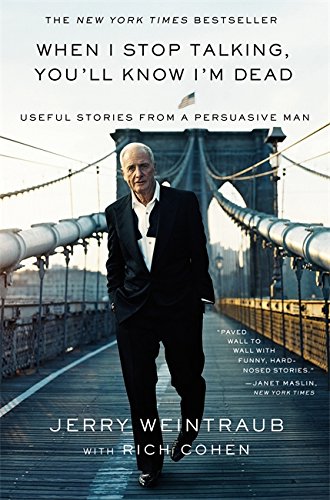 THE NEW YORK TIMES BESTSELLER
WHEN I STOP TALKING,
YOU'LL KNOW I'M DEAD
USEFUL STORIES FROM A PERSUASIVE MAN
"PAVED
WALL TO
WALL WITH
FUNNY, HARD-
NOSED STORIES."
—JANET MASLIN,
NEW YORK TIMES
JERRY WEINTRAUB
WITH RICH COHEN